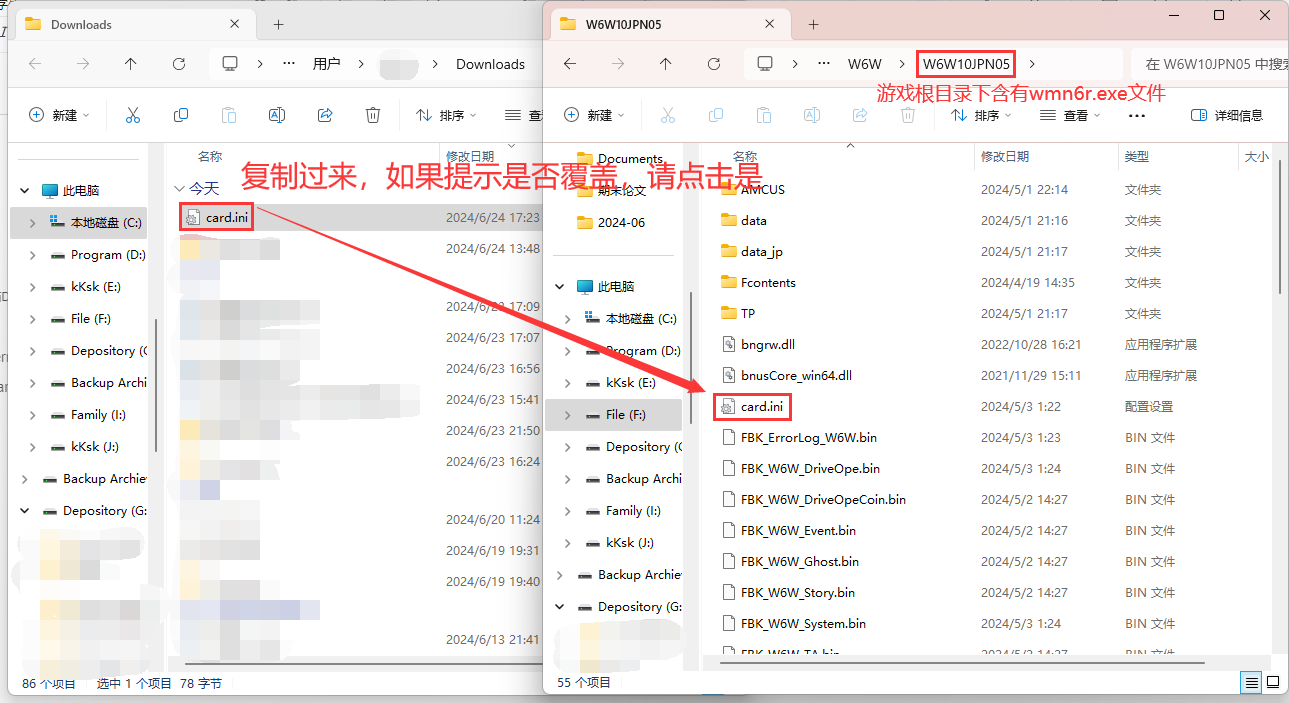 Downloads
用户
Downloads
新建
排序
查
名称
修改日期
今天
此电脑
本地磁盘 (C:)
Program (D:)
kKsk (E:)
File (F:)
Depository (
Backup Archi
Family (I:)
kKsk (J:)
Backup Archie
Depository (G:
card.ini
2024/6/24 17:23
2024/6/24 13:48
17:09
2024/6/23 17:07
2024/6/23 16:56
2024/6/23 15:41
2024/6/23 21:50
2024/6/23 16:24
2024/6/20 11:24
2024/6/19 19:31
2024/6/19 19:40
2024/6/13 21:41
86 个项目
选中 1 个项目 78 字节
复制过来，如果提示是否覆盖，请点击是
W6W10JPN05
W6W
W6W10JPN05
在 W6W10JPN05 中搜索
游戏根目录下含有wmn6r.exe文件
新建
排序
查看
详细信息
Documents
期末论文
2024-06
此电脑
本地磁盘 (C:)
Program (D:)
kKsk (E:)
File (F:)
Depository (
Backup Archi
Family (I:)
kKsk (J:)
Backup Archie
Depository (G:
名称 修改日期 类型 大小
AMCUS 2024/5/1 22:14 文件夹
data 2024/5/1 21:16 文件夹
data_jp 2024/5/1 21:17 文件夹
Fcontents 2024/4/19 14:35 文件夹
TP 2024/5/1 21:17 文件夹
bngrw.dll 2022/10/28 16:21 应用程序扩展
bnusCore_win64.dll 2021/11/29 15:11 应用程序扩展
card.ini 2024/5/3 1:22 配置设置
FBK_ErrorLog_W6W.bin 2024/5/3 1:23 BIN 文件
FBK_W6W_DriveOpe.bin 2024/5/3 1:24 BIN 文件
FBK_W6W_DriveOpeCoin.bin 2024/5/2 14:27 BIN 文件
FBK_W6W_Event.bin 2024/5/2 14:27 BIN 文件
FBK_W6W_Ghost.bin 2024/5/2 14:27 BIN 文件
FBK_W6W_Story.bin 2024/5/2 14:27 BIN 文件
FBK_W6W_System.bin 2024/5/3 1:24 BIN 文件
FBK_W6W_TA.bin 2024/5/2 14:27 BIN 文件
55 个项目